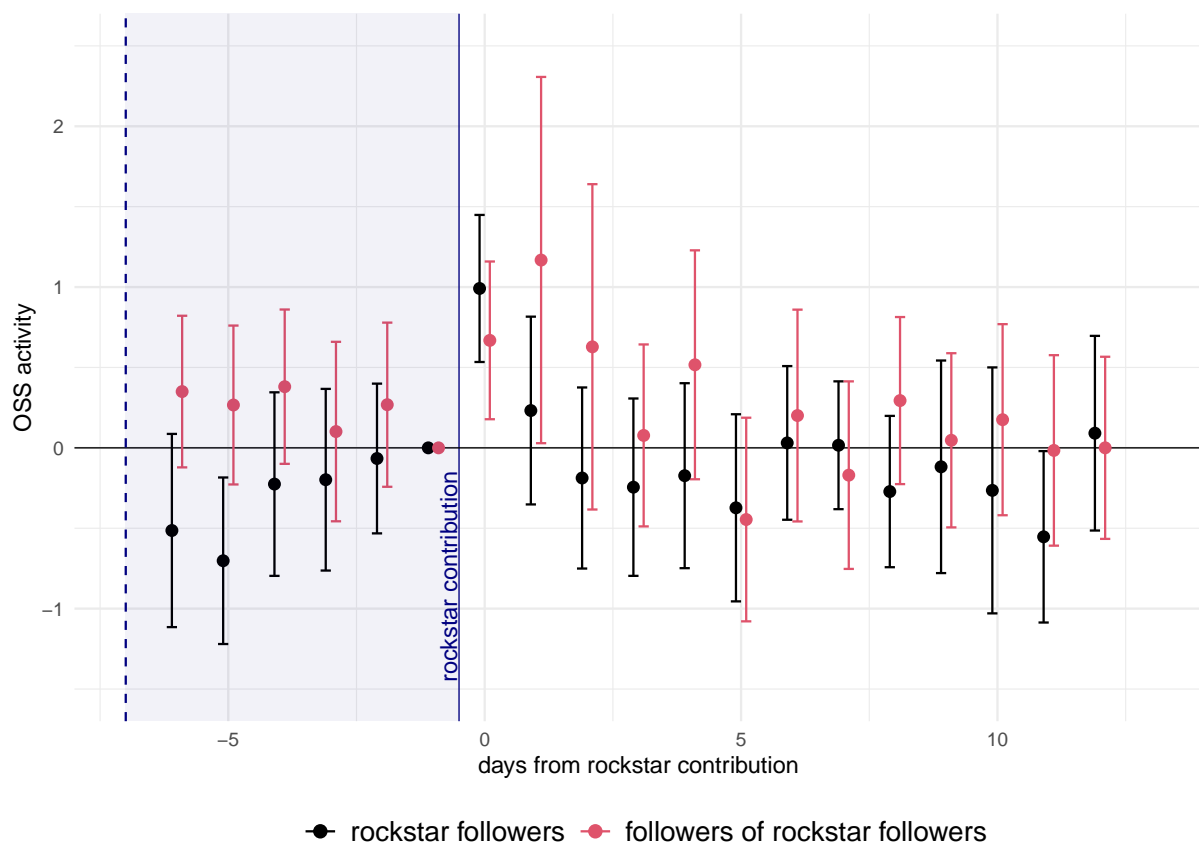 2
1
0
−1
OSS activity
rockstar contribution
−5
0
5
10
days from rockstar contribution
rockstar followers
followers of rockstar followers